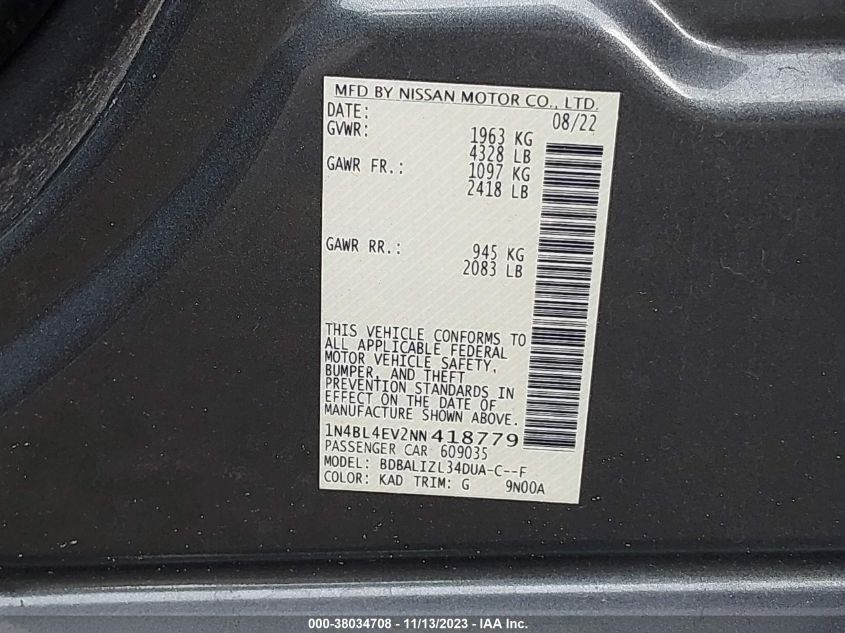 MFD BY NISSAN MOTOR CO., LTD.
DATE: 08/22
GVWR: 1963 KG
4328 LB
GAWR FR.: 1097 KG
2418 LB
GAWR RR.: 945 KG
2083 LB
THIS VEHICLE CONFORMS TO
ALL APPLICABLE FEDERAL
MOTOR VEHICLE SAFETY,
BUMPER, AND THEFT
PREVENTION STANDARDS IN
EFFECT ON THE DATE OF
MANUFACTURE SHOWN ABOVE.
1N4BL4EV2NN418779
PASSENGER CAR 609035
MODEL: BDBALIZL34DUA-C--F
COLOR: KAD TRIM: G 9N00A
000-38034708 - 11/13/2023 - IAA Inc.